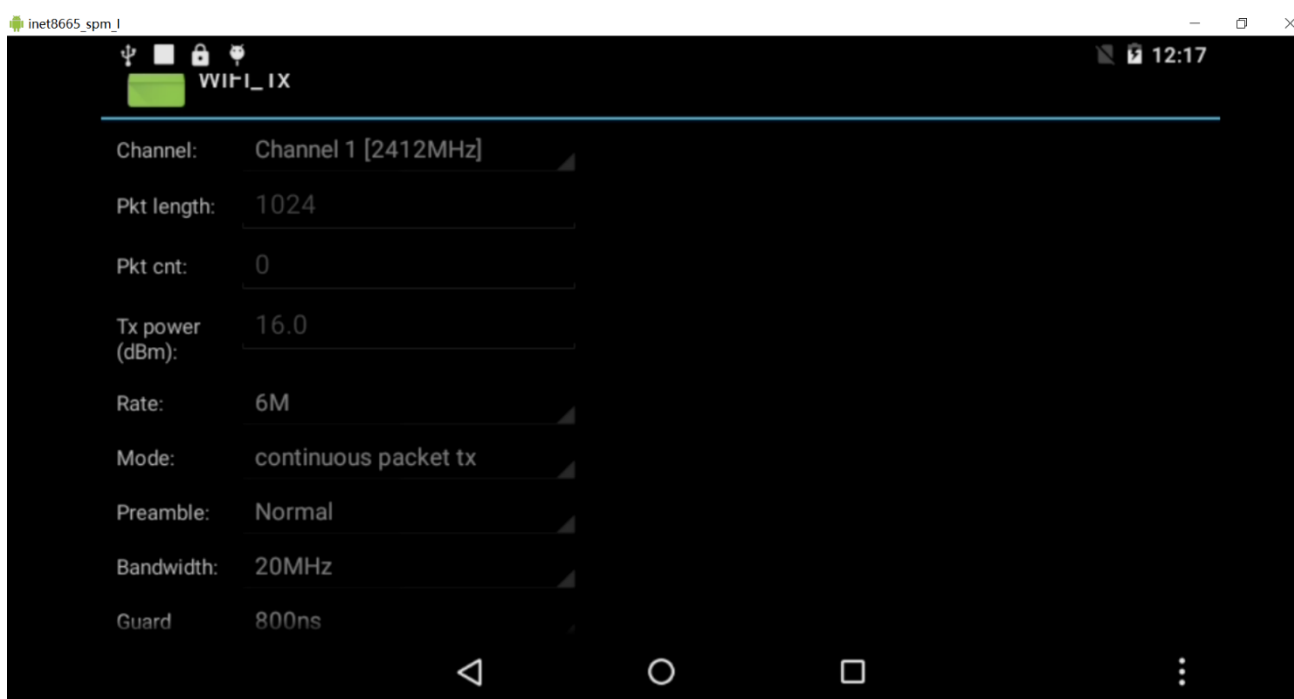 inet8665_spm_l
12:17
WIFI_TX
Channel: Channel 1 [2412MHz]
Pkt length: 1024
Pkt cnt: 0
Tx power
(dBm): 16.0
Rate: 6M
Mode: continuous packet tx
Preamble: Normal
Bandwidth: 20MHz
Guard 800ns